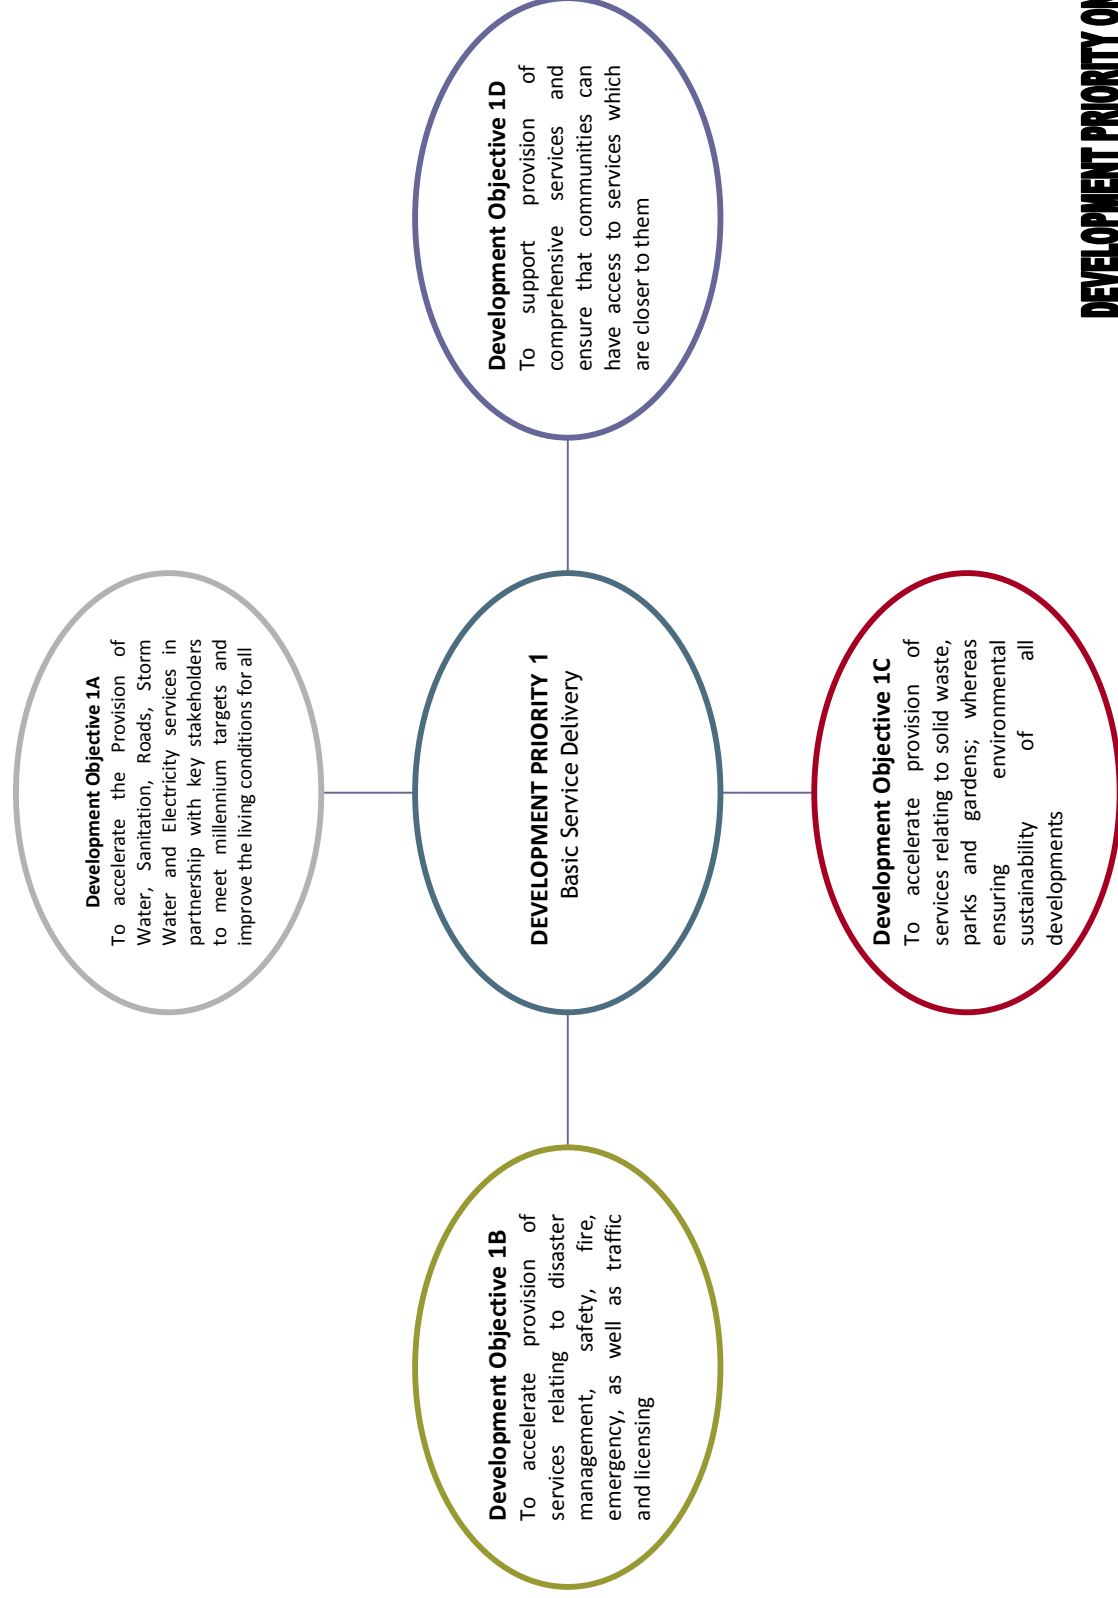 Development Objective 1A
To accelerate the Provision of
Water, Sanitation, Roads, Storm
Water and Electricity services in
partnership with key stakeholders
to meet millennium targets and
improve the living conditions for all
Development Objective 1B
To accelerate provision of
services relating to disaster
management, safety, fire,
emergency, as well as traffic
and licensing
DEVELOPMENT PRIORITY 1
Basic Service Delivery
Development Objective 1D
To support provision of
comprehensive services and
ensure that communities can
have access to services which
are closer to them
Development Objective 1C
To accelerate provision of
services relating to solid waste,
parks and gardens; whereas
ensuring environmental
sustainability of all
developments
DEVELOPMENT PRIORITY ON